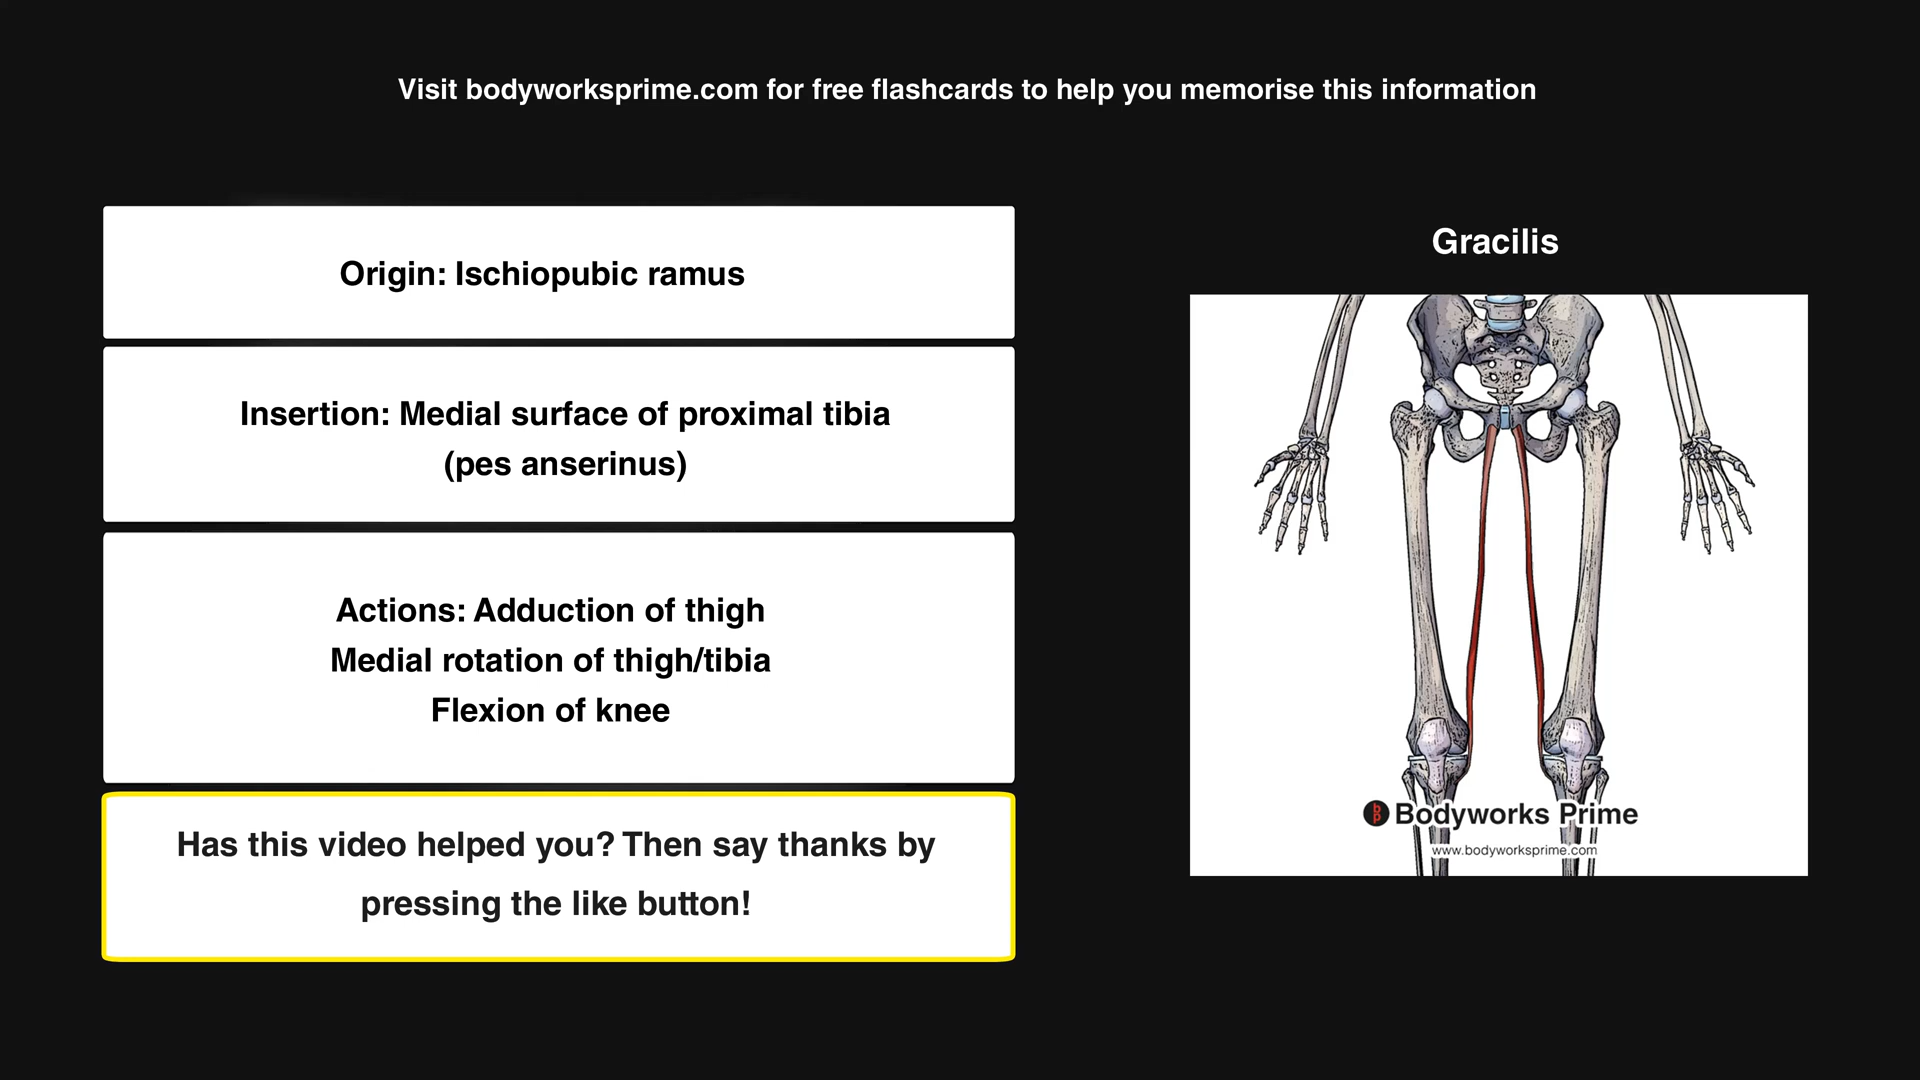 Visit bodyworksprime.com for free flashcards to help you memorise this information
Origin: Ischiopubic ramus
Insertion: Medial surface of proximal tibia
(pes anserinus)
Actions: Adduction of thigh
Medial rotation of thigh/tibia
Flexion of knee
Has this video helped you? Then say thanks by
pressing the like button!
Gracilis
bp Bodyworks Prime
www.bodyworksprime.com